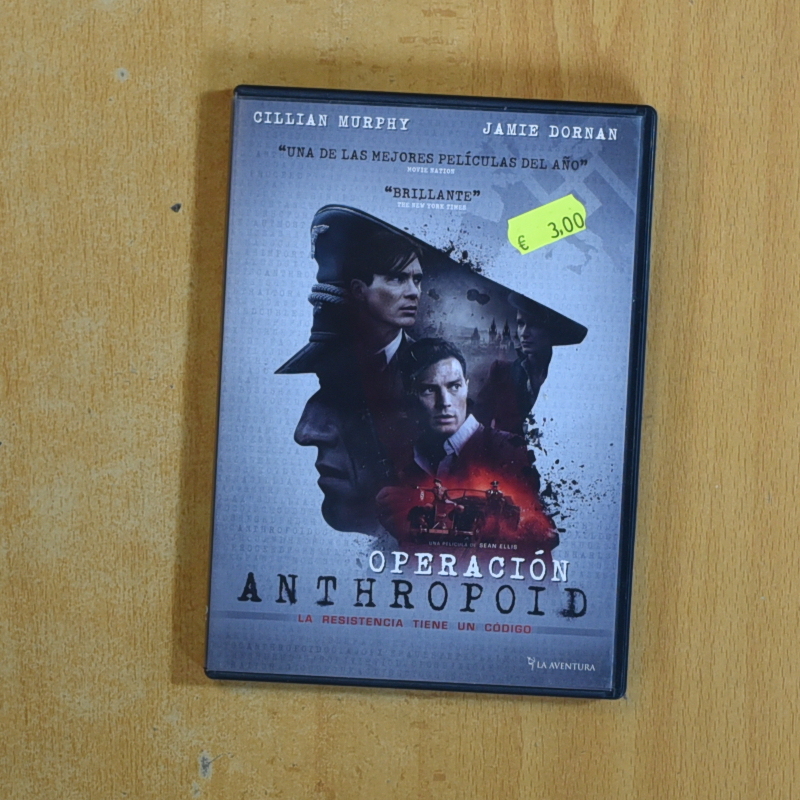 CILLIAN MURPHY JAMIE DORNAN
“UNA DE LAS MEJORES PELÍCULAS DEL AÑO”
MOVIE NATION
“BRILLANTE”
THE NEW YORK TIMES
€ 3,00
UNA PELÍCULA DE SEAN ELLIS
OPERACIÓN
ANTHROPOID
LA RESISTENCIA TIENE UN CÓDIGO
LA AVENTURA